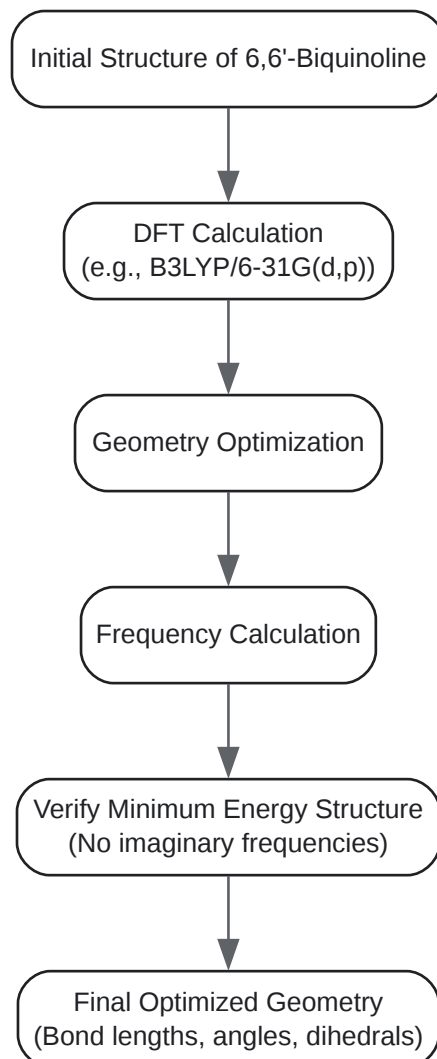 Initial Structure of 6,6'-Biquinoline
DFT Calculation
(e.g., B3LYP/6-31G(d,p))
Geometry Optimization
Frequency Calculation
Verify Minimum Energy Structure
(No imaginary frequencies)
Final Optimized Geometry
(Bond lengths, angles, dihedrals)